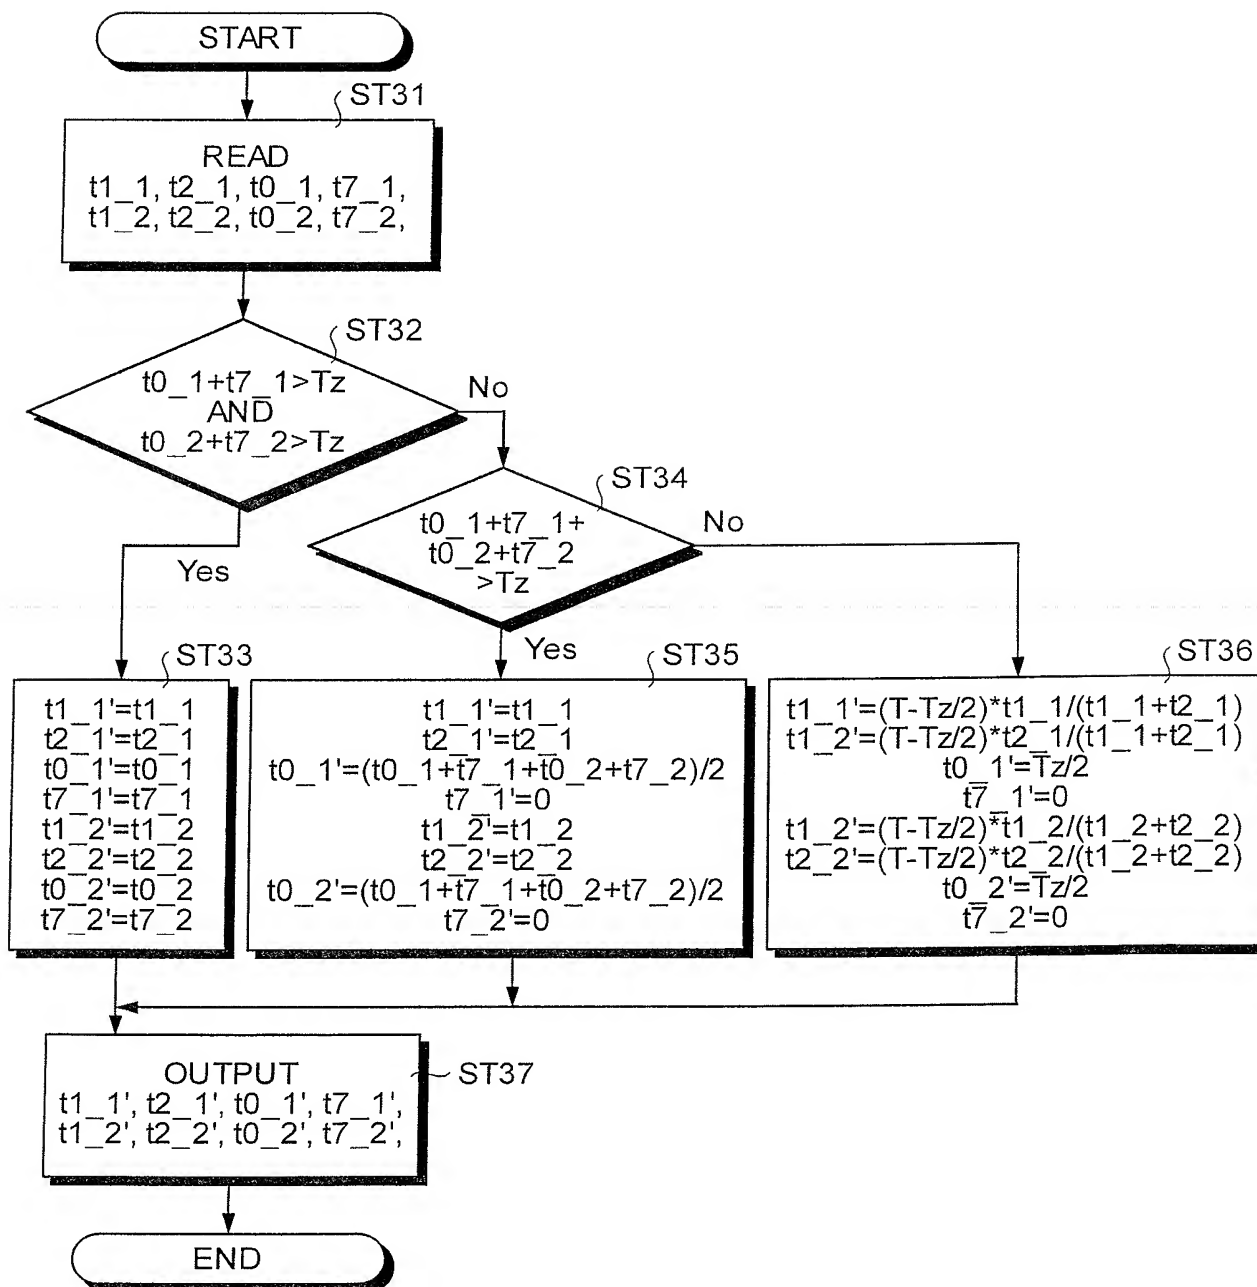 START
ST31
READ
t1_1, t2_1, t0_1, t7_1,
t1_2, t2_2, t0_2, t7_2,
ST32
t0_1+t7_1>Tz
AND
t0_2+t7_2>Tz
No
Yes
ST34
t0_1+t7_1+
t0_2+t7_2
>Tz
No
Yes
ST33
t1_1'=t1_1
t2_1'=t2_1
t0_1'=t0_1
t7_1'=t7_1
t1_2'=t1_2
t2_2'=t2_2
t0_2'=t0_2
t7_2'=t7_2
ST35
t1_1'=t1_1
t2_1'=t2_1
t0_1'=(t0_1+t7_1+t0_2+t7_2)/2
t7_1'=0
t1_2'=t1_2
t2_2'=t2_2
t0_2'=(t0_1+t7_1+t0_2+t7_2)/2
t7_2'=0
ST36
t1_1'=(T-Tz/2)*t1_1/(t1_1+t2_1)
t1_2'=(T-Tz/2)*t2_1/(t1_1+t2_1)
t0_1'=Tz/2
t7_1'=0
t1_2'=(T-Tz/2)*t1_2/(t1_2+t2_2)
t2_2'=(T-Tz/2)*t2_2/(t1_2+t2_2)
t0_2'=Tz/2
t7_2'=0
OUTPUT
t1_1', t2_1', t0_1', t7_1',
t1_2', t2_2', t0_2', t7_2',
ST37
END